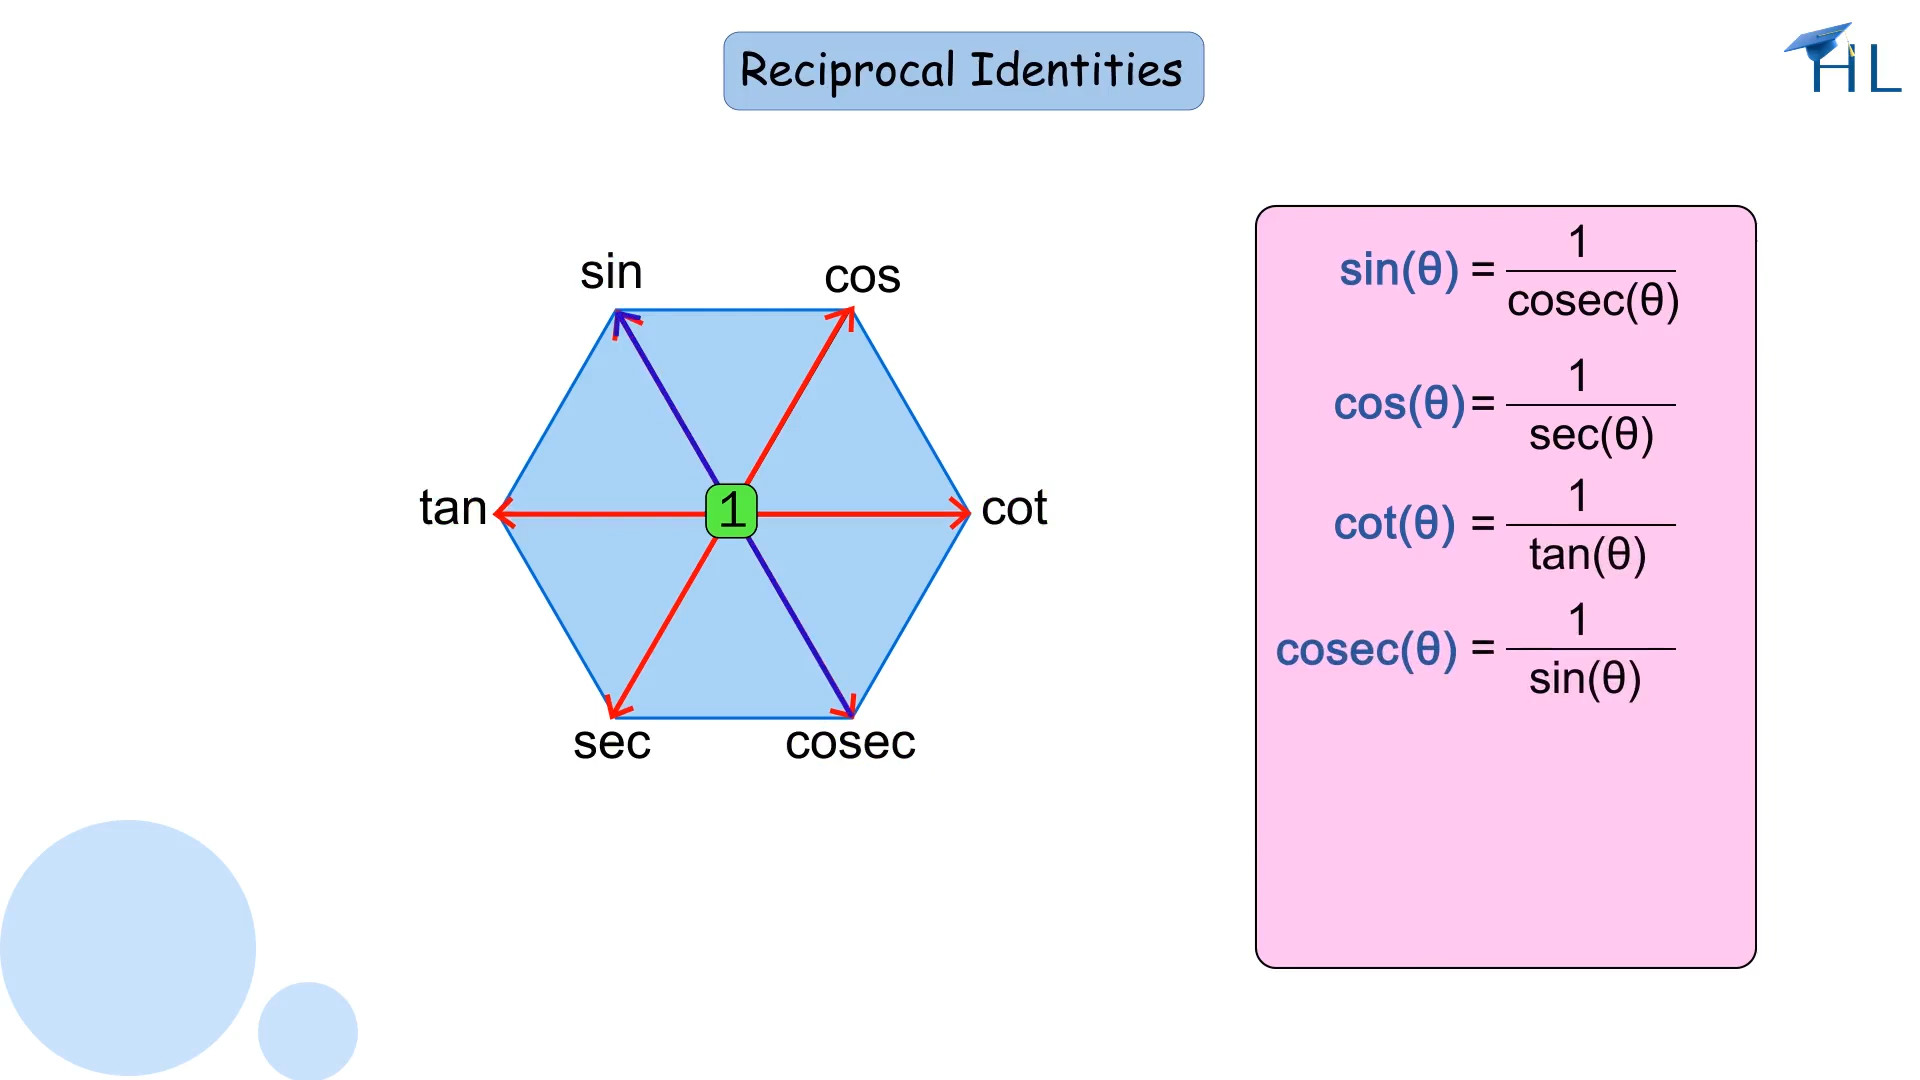 Reciprocal Identities
HL
sin cos
tan 1 cot
sec cosec
sin(θ) = 1/cosec(θ)
cos(θ) = 1/sec(θ)
cot(θ) = 1/tan(θ)
cosec(θ) = 1/sin(θ)